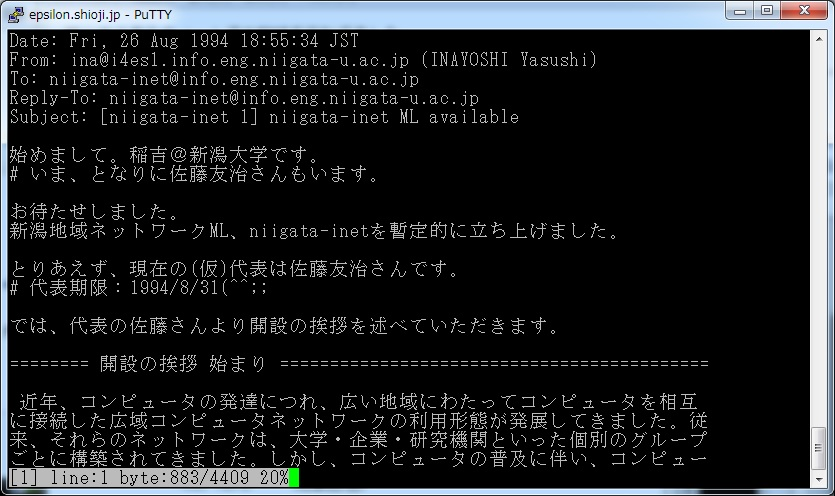 epsilon.shioji.jp - PuTTY
Date: Fri, 26 Aug 1994 18:55:34 JST
From: ina@i4es1.info.eng.niigata-u.ac.jp (INAYOSHI Yasushi)
To: niigata-inet@info.eng.niigata-u.ac.jp
Reply-To: niigata-inet@info.eng.niigata-u.ac.jp
Subject: [niigata-inet 1] niigata-inet ML available
始めまして。稲吉＠新潟大学です。
# いま、となりに佐藤友治さんもいます。
お待たせしました。
新潟地域ネットワークML、niigata-inetを暫定的に立ち上げました。
とりあえず、現在の(仮)代表は佐藤友治さんです。
# 代表期限：1994/8/31(^^;;
では、代表の佐藤さんより開設の挨拶を述べていただきます。
======== 開設の挨拶 始まり ===========================================
近年、コンピュータの発達につれ、広い地域にわたってコンピュータを相互
に接続した広域コンピュータネットワークの利用形態が発展してきました。従
来、それらのネットワークは、大学・企業・研究機関といった個別のグループ
ごとに構築されてきました。しかし、コンピュータの普及に伴い、コンピュー
[1] line:1 byte:883/4409 20%